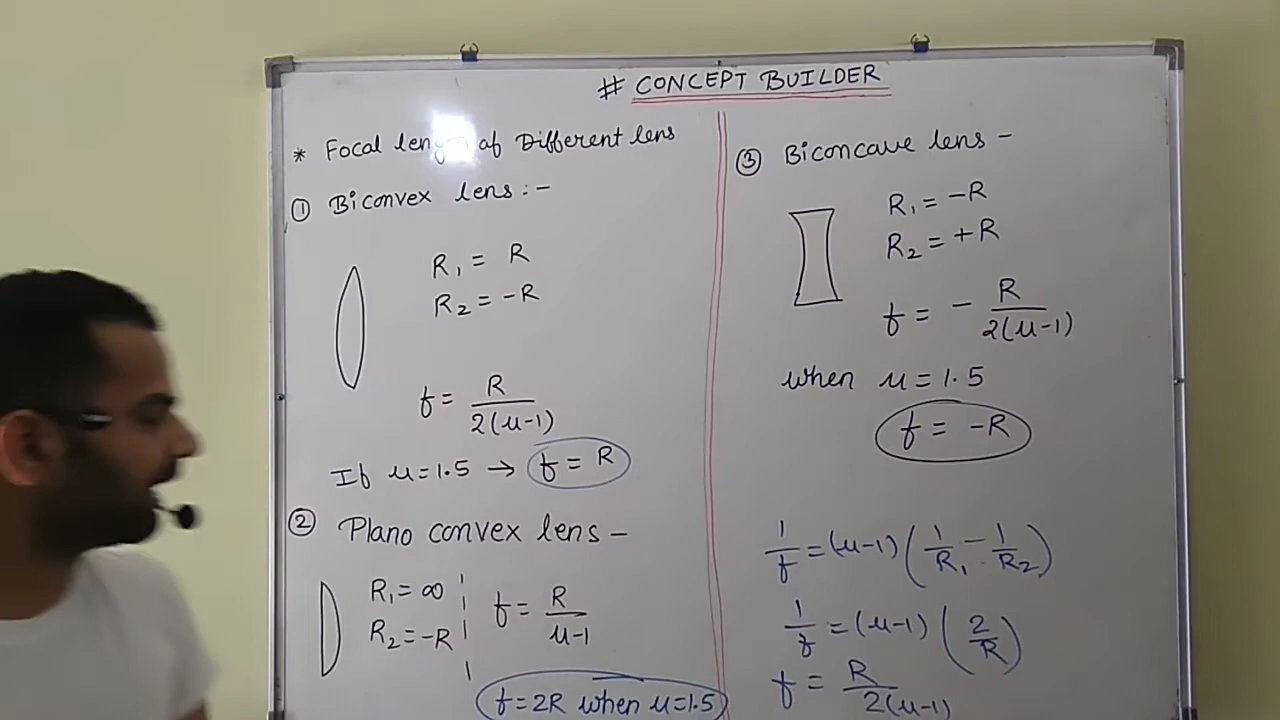 # CONCEPT BUILDER
* Focal length of Different lens
① Biconvex lens:-
R₁ = R
R₂ = -R
f = R / 2(μ-1)
If μ=1.5 → f = R
② Plano convex lens -
R₁ = ∞
R₂ = -R
f = R / μ-1
f=2R when μ=1.5
③ Biconcave lens -
R₁ = -R
R₂ = +R
f = - R / 2(μ-1)
when μ = 1.5
f = -R
1/f = (μ-1) (1/R₁ - 1/R₂)
1/f = (μ-1) (2/R)
f = R / 2(μ-1)